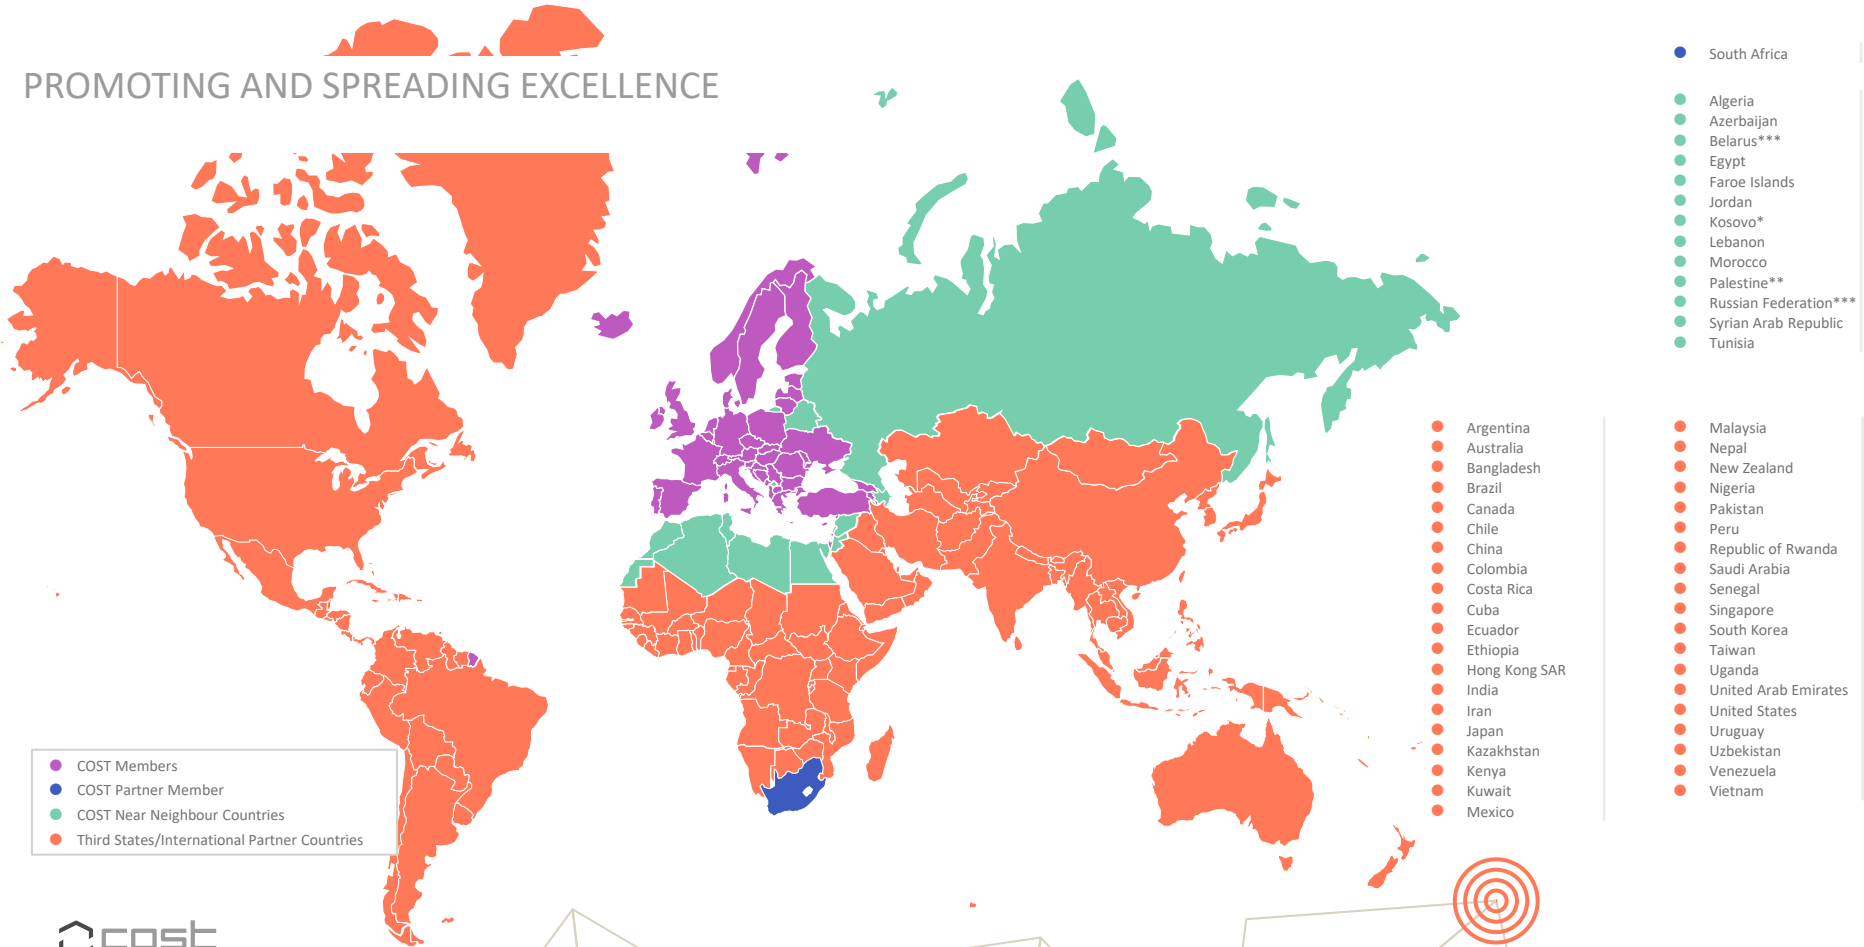 PROMOTING AND SPREADING EXCELLENCE
South Africa
Algeria
Azerbaijan
Belarus***
Egypt
Faroe Islands
Jordan
Kosovo*
Lebanon
Morocco
Palestine**
Russian Federation***
Syrian Arab Republic
Tunisia
Argentina
Australia
Bangladesh
Brazil
Canada
Chile
China
Colombia
Costa Rica
Cuba
Ecuador
Ethiopia
Hong Kong SAR
India
Iran
Japan
Kazakhstan
Kenya
Kuwait
Mexico
Malaysia
Nepal
New Zealand
Nigeria
Pakistan
Peru
Republic of Rwanda
Saudi Arabia
Senegal
Singapore
South Korea
Taiwan
Uganda
United Arab Emirates
United States
Uruguay
Uzbekistan
Venezuela
Vietnam
COST Members
COST Partner Member
COST Near Neighbour Countries
Third States/International Partner Countries
cost